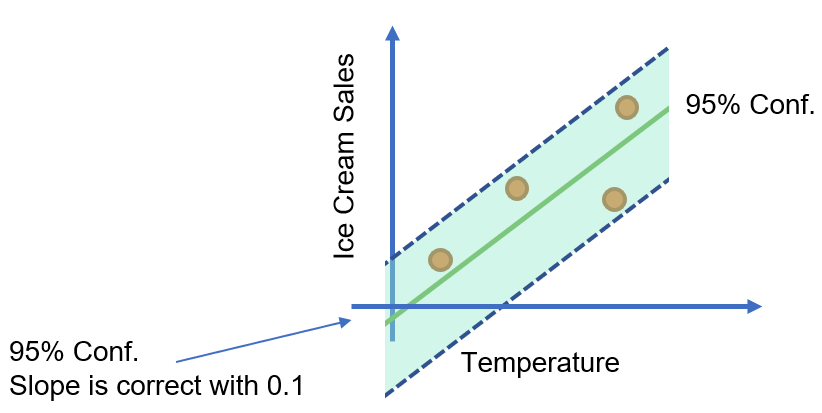 Ice Cream Sales
95% Conf.
95% Conf.
Slope is correct with 0.1
Temperature